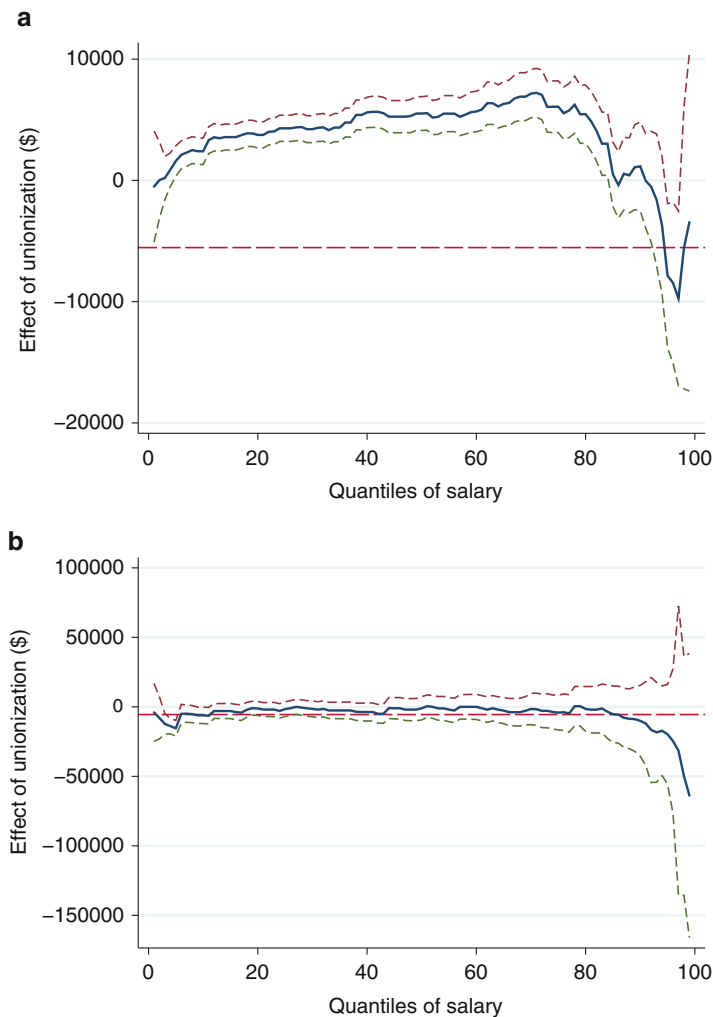 a
10000
0
−10000
−20000
Effect of unionization ($)
0 20 40 60 80 100
Quantiles of salary
b
100000
50000
0
−50000
−100000
−150000
Effect of unionization ($)
0 20 40 60 80 100
Quantiles of salary